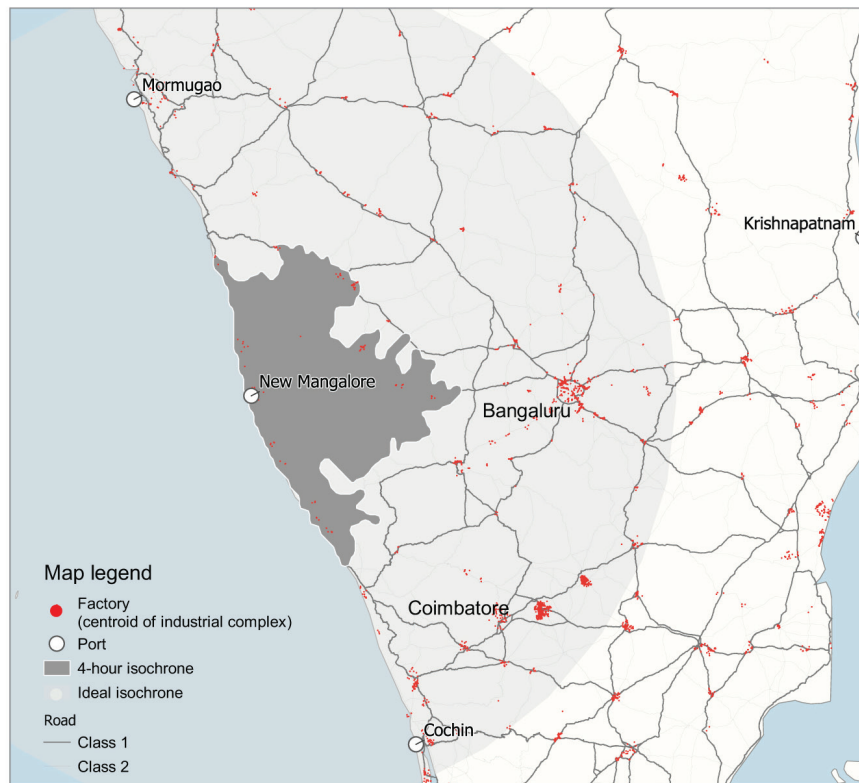 Mormugao
Krishnapatnam
New Mangalore
Bangaluru
Map legend
Factory
(centroid of industrial complex)
Port
4-hour isochrone
Ideal isochrone
Road
Class 1
Class 2
Coimbatore
Cochin